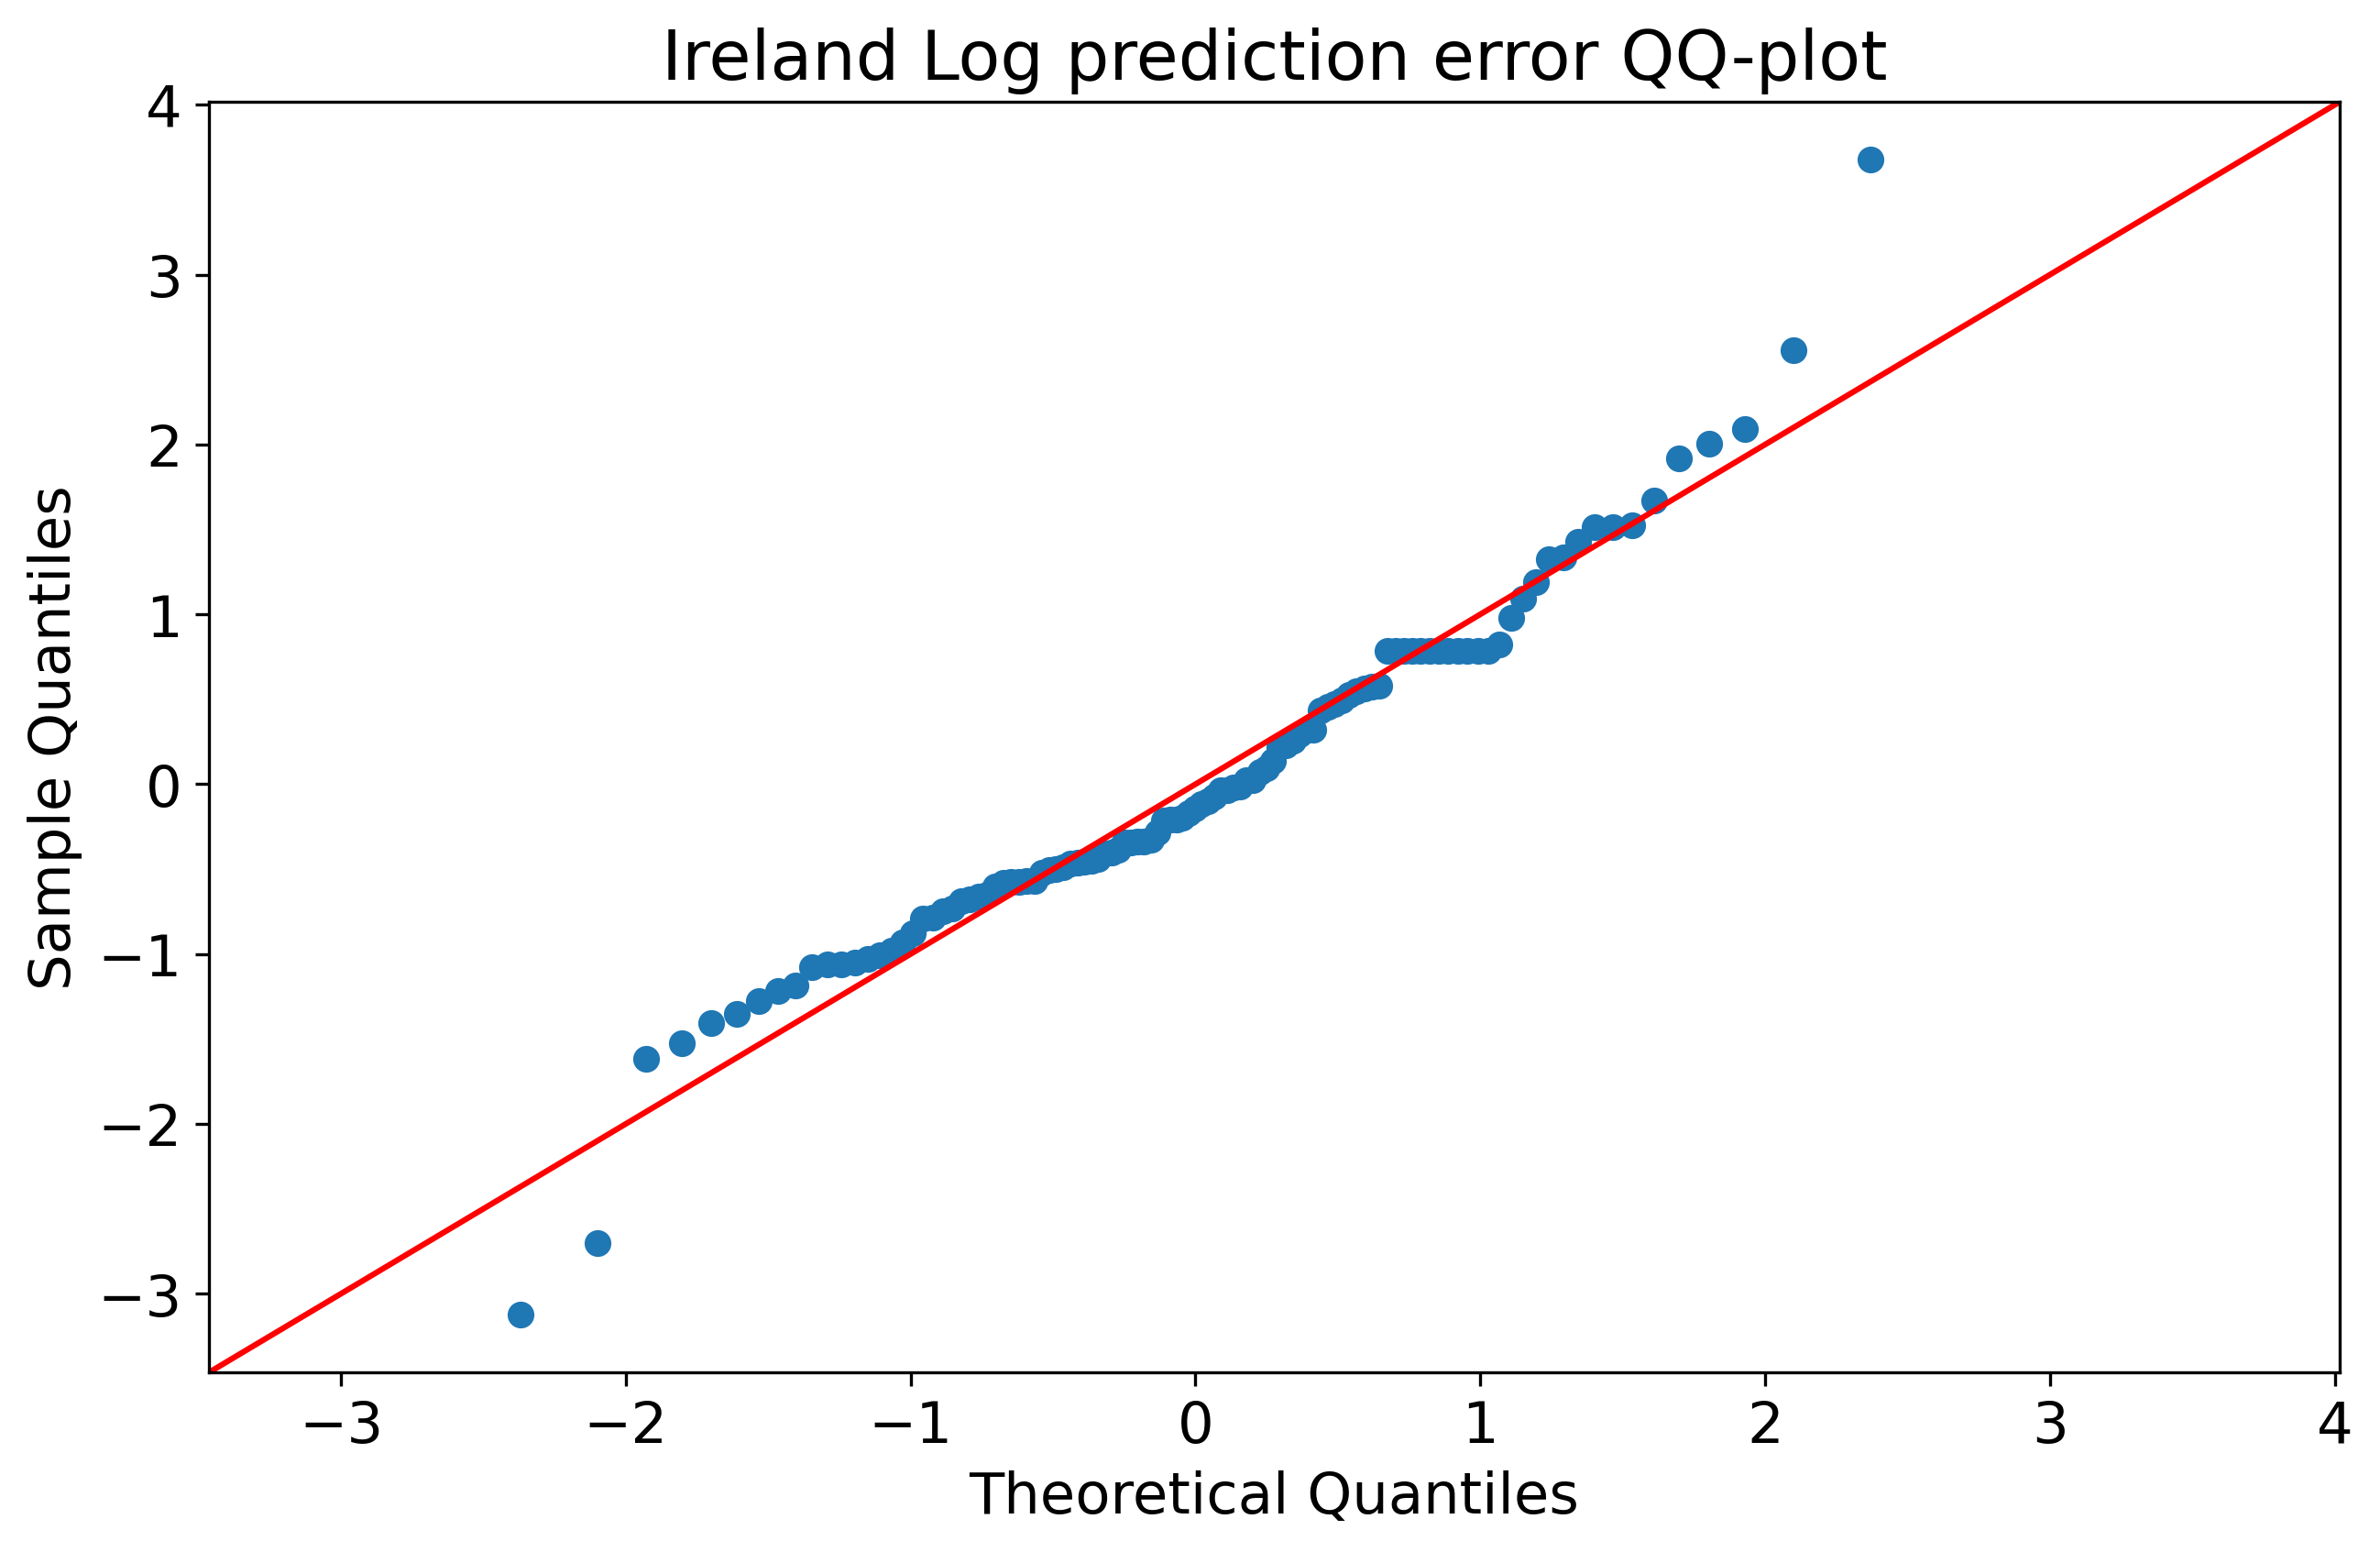 Ireland Log prediction error QQ-plot
4
3
2
1
0
−1
−2
−3
Sample Quantiles
−3 −2 −1 0 1 2 3 4
Theoretical Quantiles